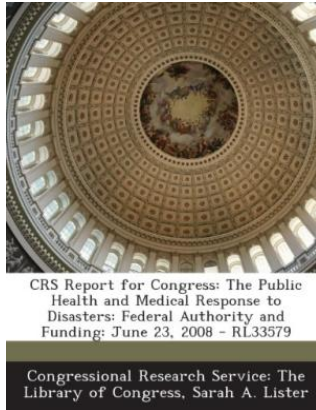 CRS Report for Congress: The Public
Health and Medical Response to
Disasters: Federal Authority and
Funding: June 23, 2008 - RL33579
Congressional Research Service: The
Library of Congress, Sarah A. Lister